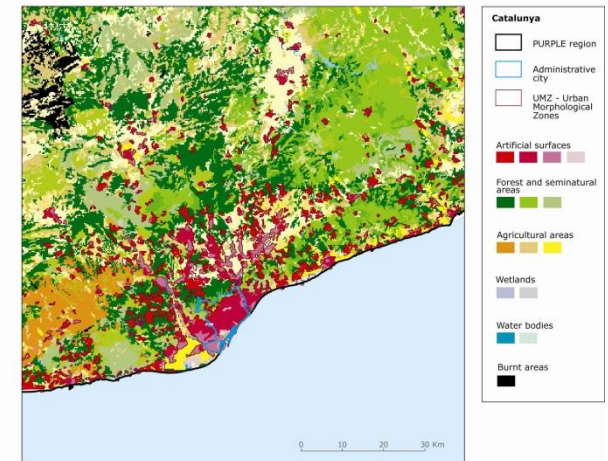 Catalunya
PURPLE region
Administrative
city
UMZ - Urban
Morphological
Zones
Artificial surfaces
Forest and seminatural
areas
Agricultural areas
Wetlands
Water bodies
Burnt areas
0 10 20 30 Km